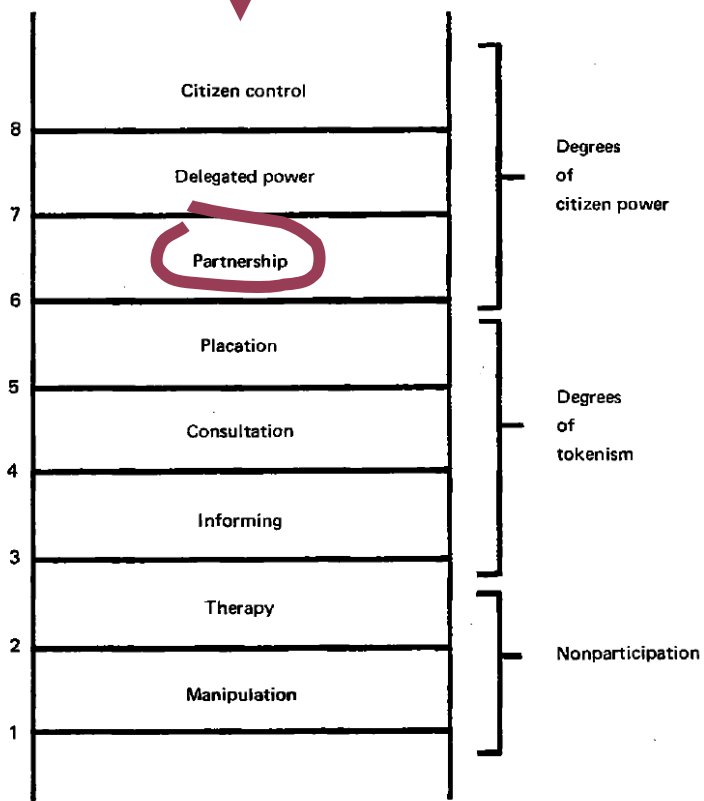 Citizen control
8
Delegated power
7
Partnership
6
Placation
5
Consultation
4
Informing
3
Therapy
2
Manipulation
1
Degrees
of
citizen power
Degrees
of
tokenism
Nonparticipation